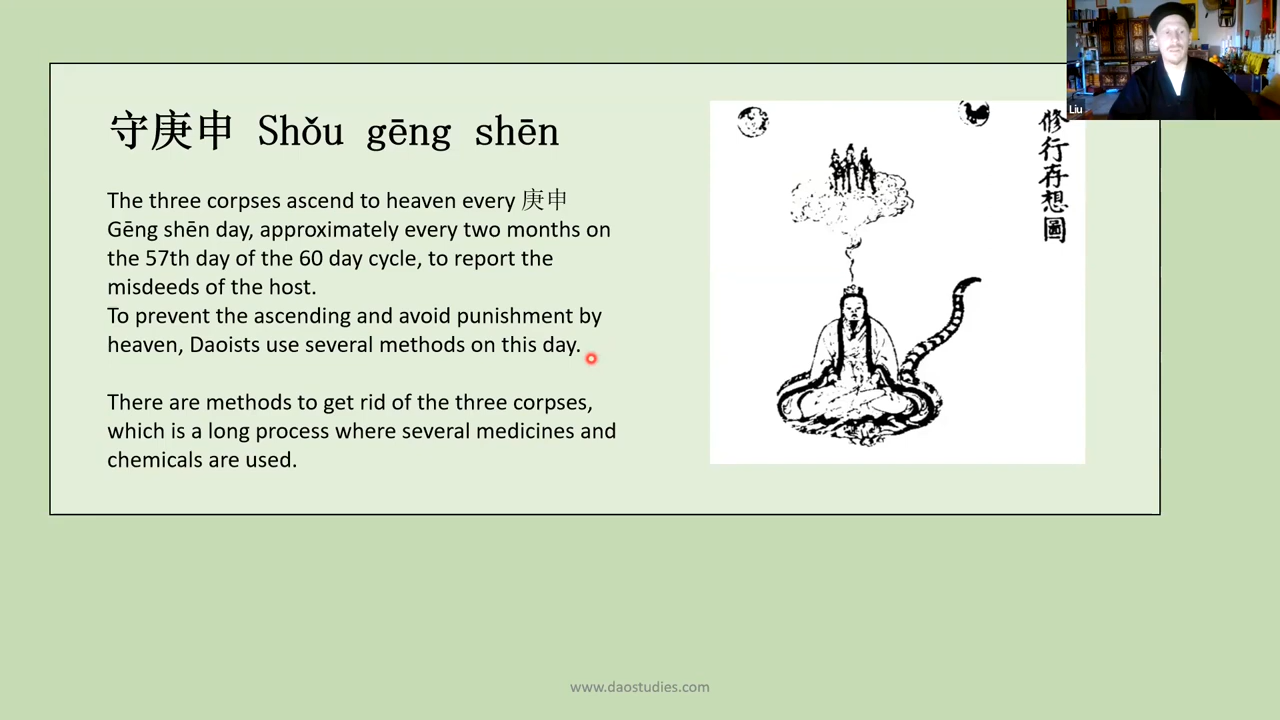 守庚申 Shǒu gēng shēn
The three corpses ascend to heaven every 庚申
Gēng shēn day, approximately every two months on
the 57th day of the 60 day cycle, to report the
misdeeds of the host.
To prevent the ascending and avoid punishment by
heaven, Daoists use several methods on this day.
There are methods to get rid of the three corpses,
which is a long process where several medicines and
chemicals are used.
修行存想圖
Liu
www.daostudies.com